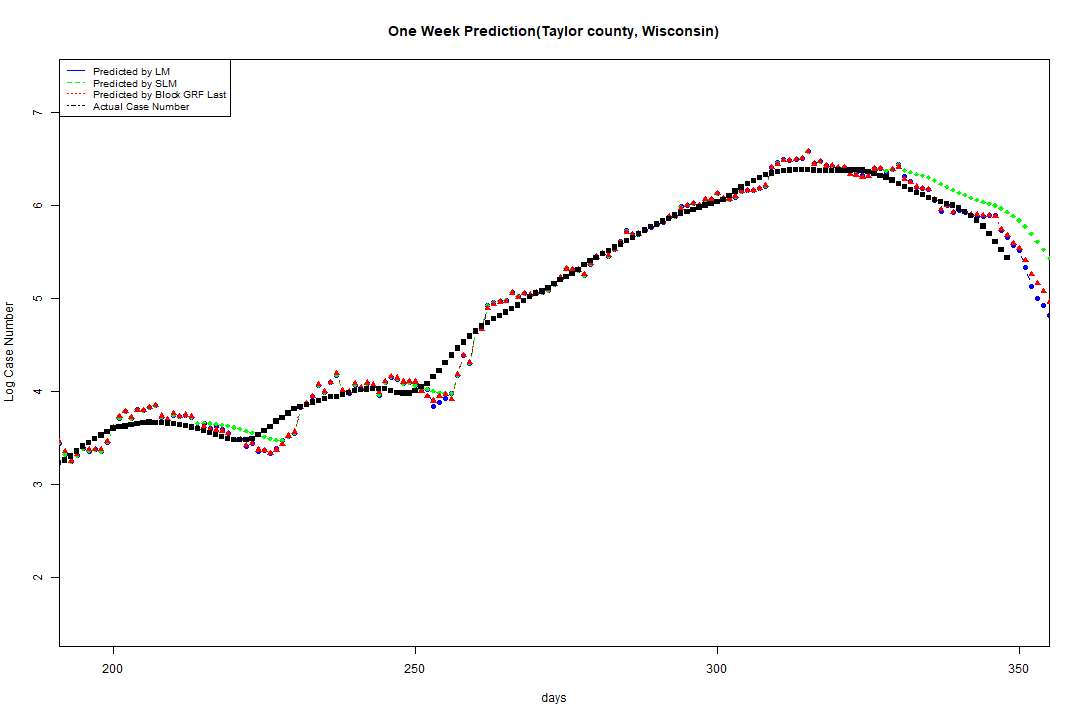 One Week Prediction(Taylor county, Wisconsin)
Predicted by LM
Predicted by SLM
Predicted by Block GRF Last
Actual Case Number
7
6
5
4
3
2
Log Case Number
200
250
300
350
days